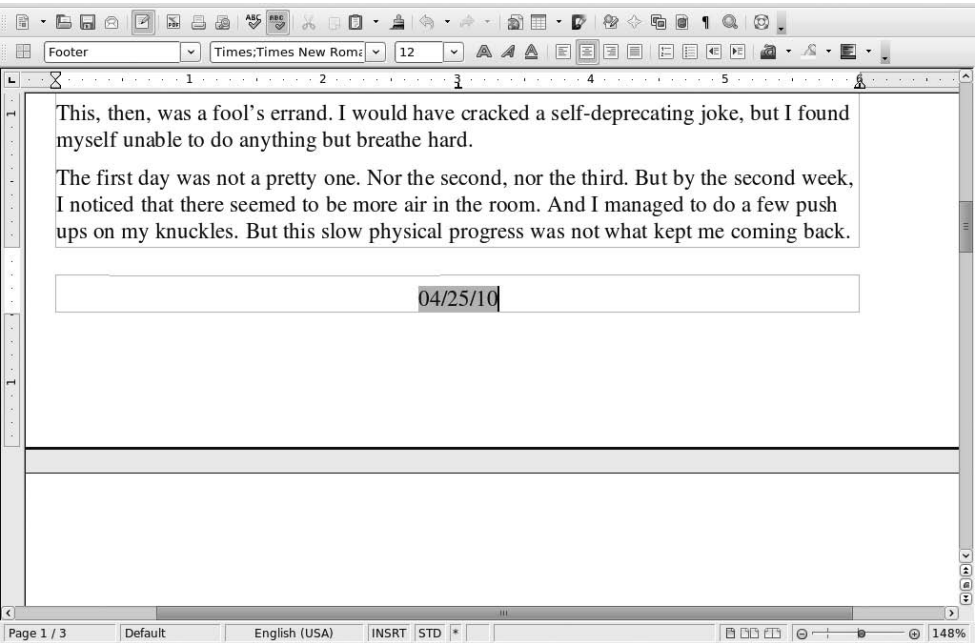 Footer Times;Times New Roma 12
1 2 3 4 5 6
This, then, was a fool’s errand. I would have cracked a self-deprecating joke, but I found
myself unable to do anything but breathe hard.
The first day was not a pretty one. Nor the second, nor the third. But by the second week,
I noticed that there seemed to be more air in the room. And I managed to do a few push
ups on my knuckles. But this slow physical progress was not what kept me coming back.
04/25/10
Page 1 / 3 Default English (USA) INSRT STD * 148%